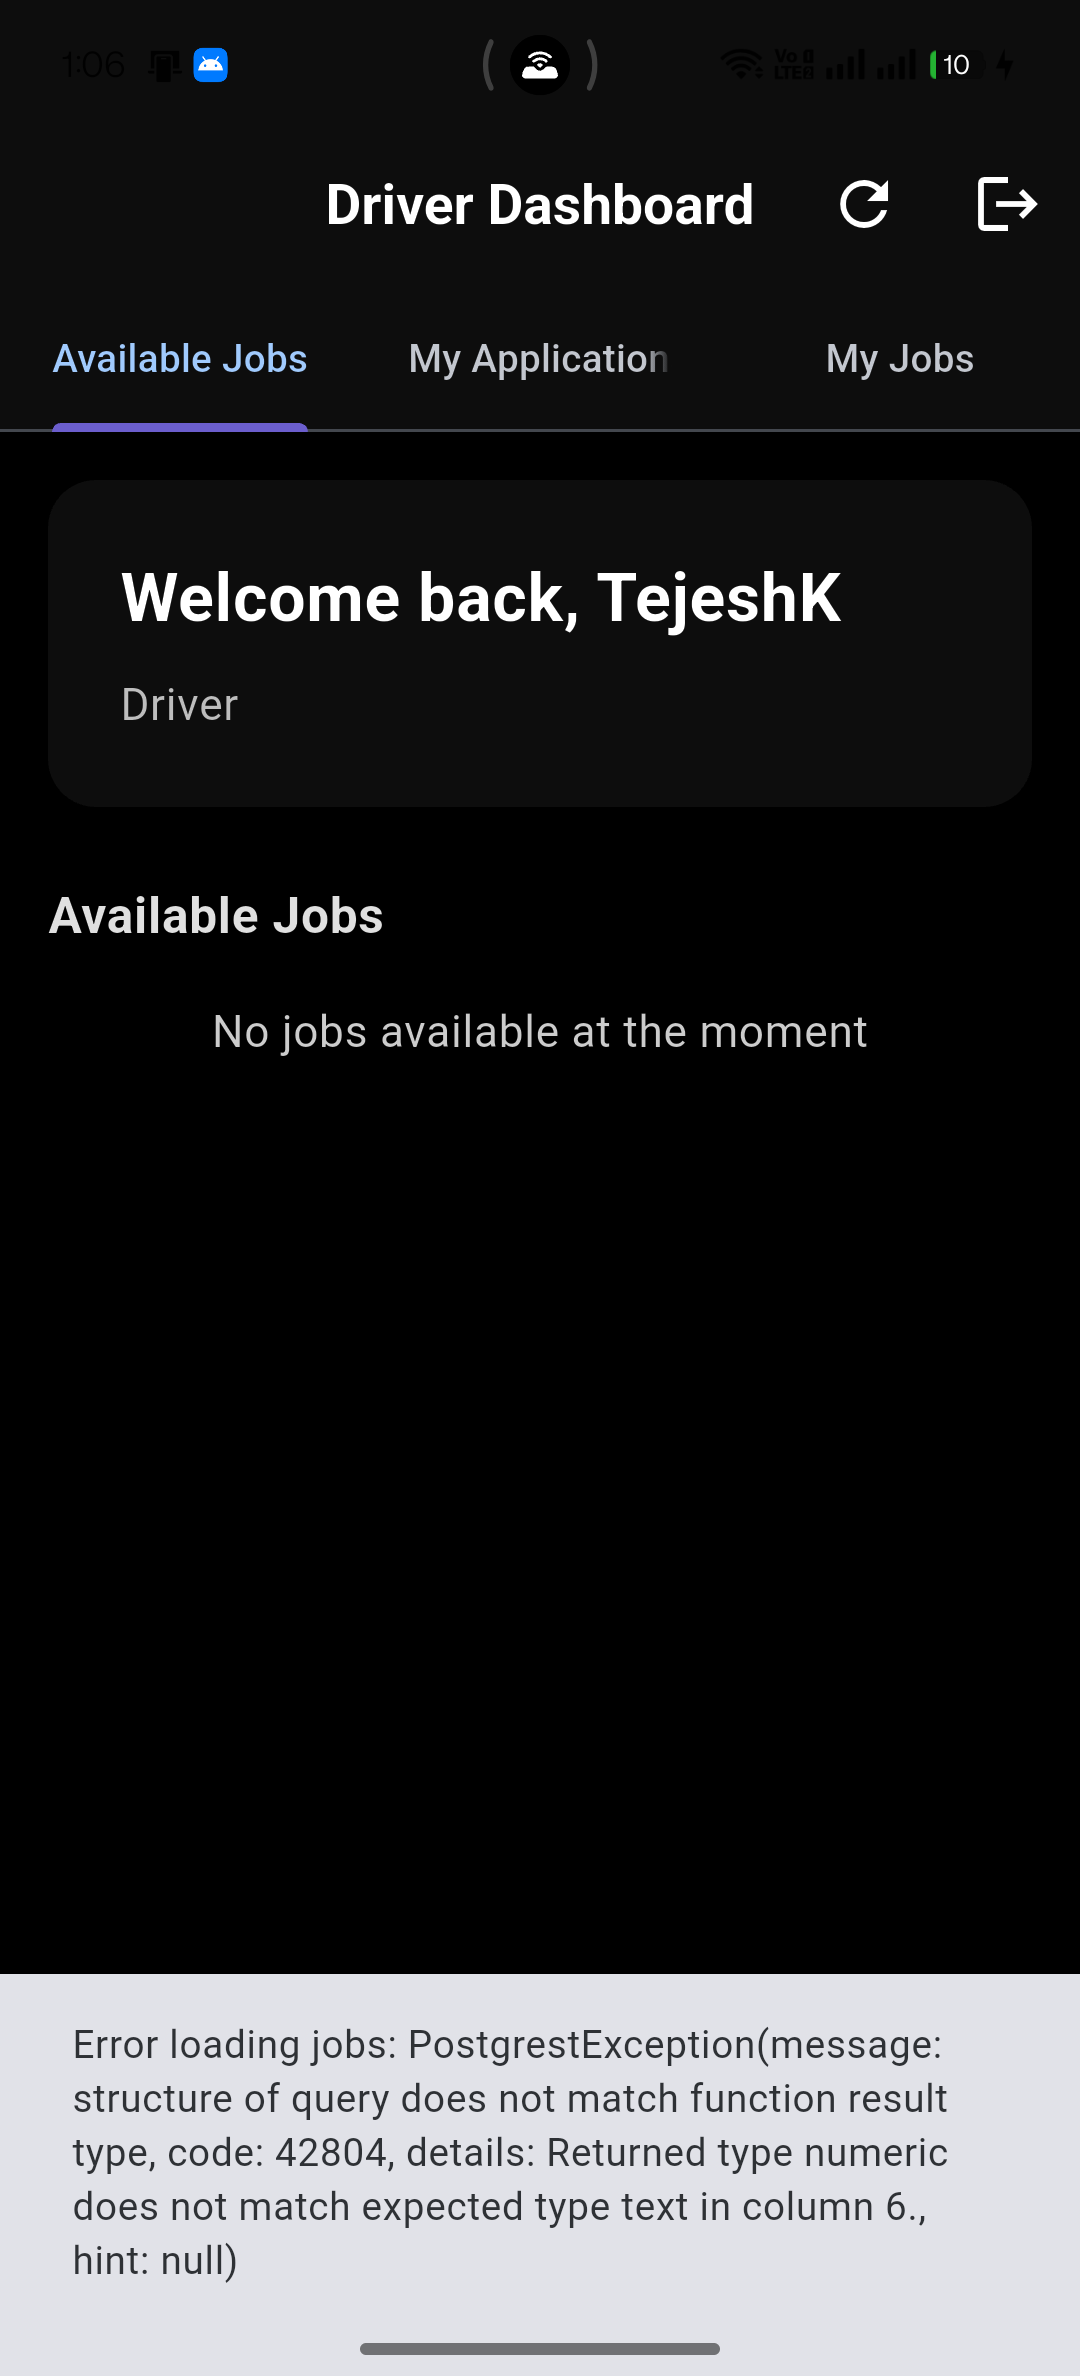 1:06
Vo
LTE2
10
Driver Dashboard
Available Jobs
My Application
My Jobs
Welcome back, TejeshK
Driver
Available Jobs
No jobs available at the moment
Error loading jobs: PostgrestException(message:
structure of query does not match function result
type, code: 42804, details: Returned type numeric
does not match expected type text in column 6.,
hint: null)